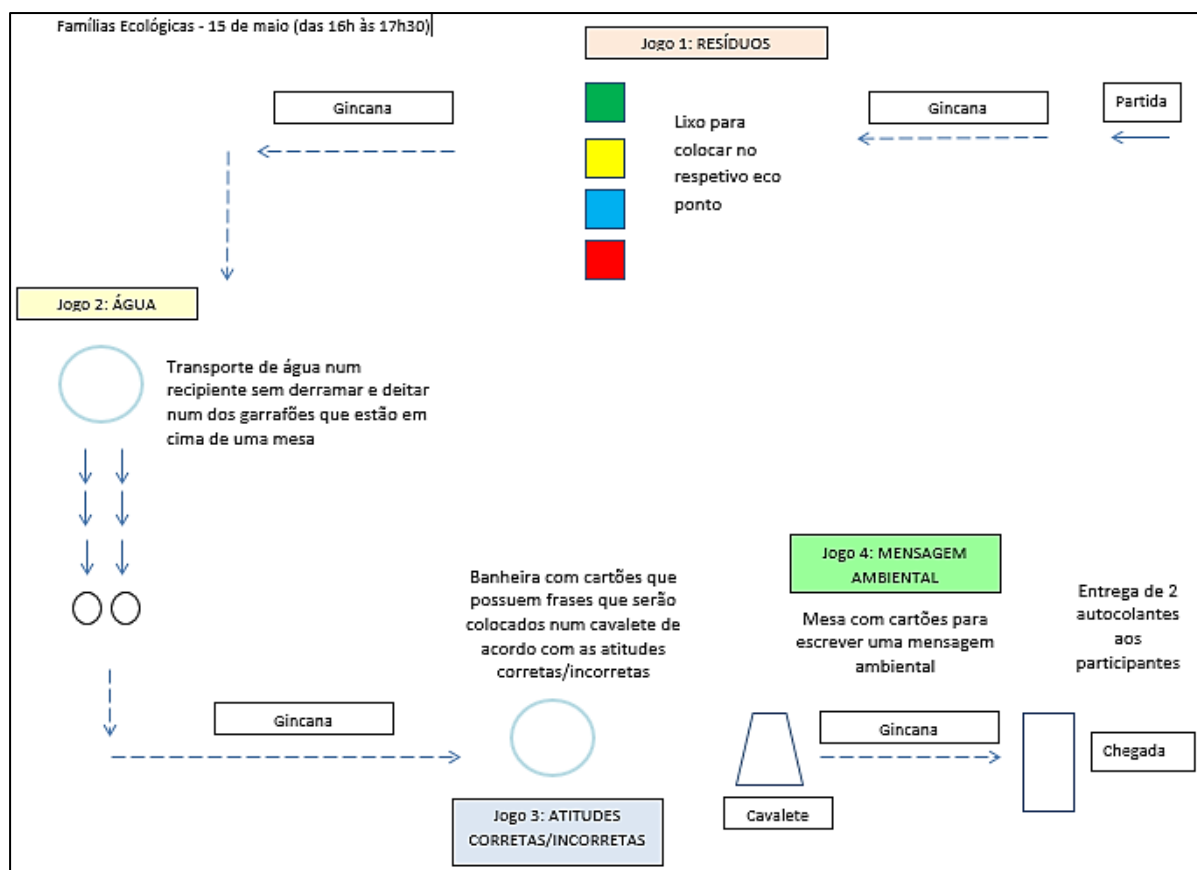 Famílias Ecológicas - 15 de maio (das 16h às 17h30)
Jogo 1: RESÍDUOS
Partida
Gincana
Lixo para
colocar no
respetivo eco
ponto
Gincana
Jogo 2: ÁGUA
Transporte de água num
recipiente sem derramar e deitar
num dos garrafões que estão em
cima de uma mesa
Gincana
Banheira com cartões que
possuem frases que serão
colocados num cavalete de
acordo com as atitudes
corretas/incorretas
Jogo 3: ATITUDES
CORRETAS/INCORRETAS
Cavalete
Jogo 4: MENSAGEM
AMBIENTAL
Mesa com cartões para
escrever uma mensagem
ambiental
Gincana
Entrega de 2
autocolantes
aos
participantes
Chegada